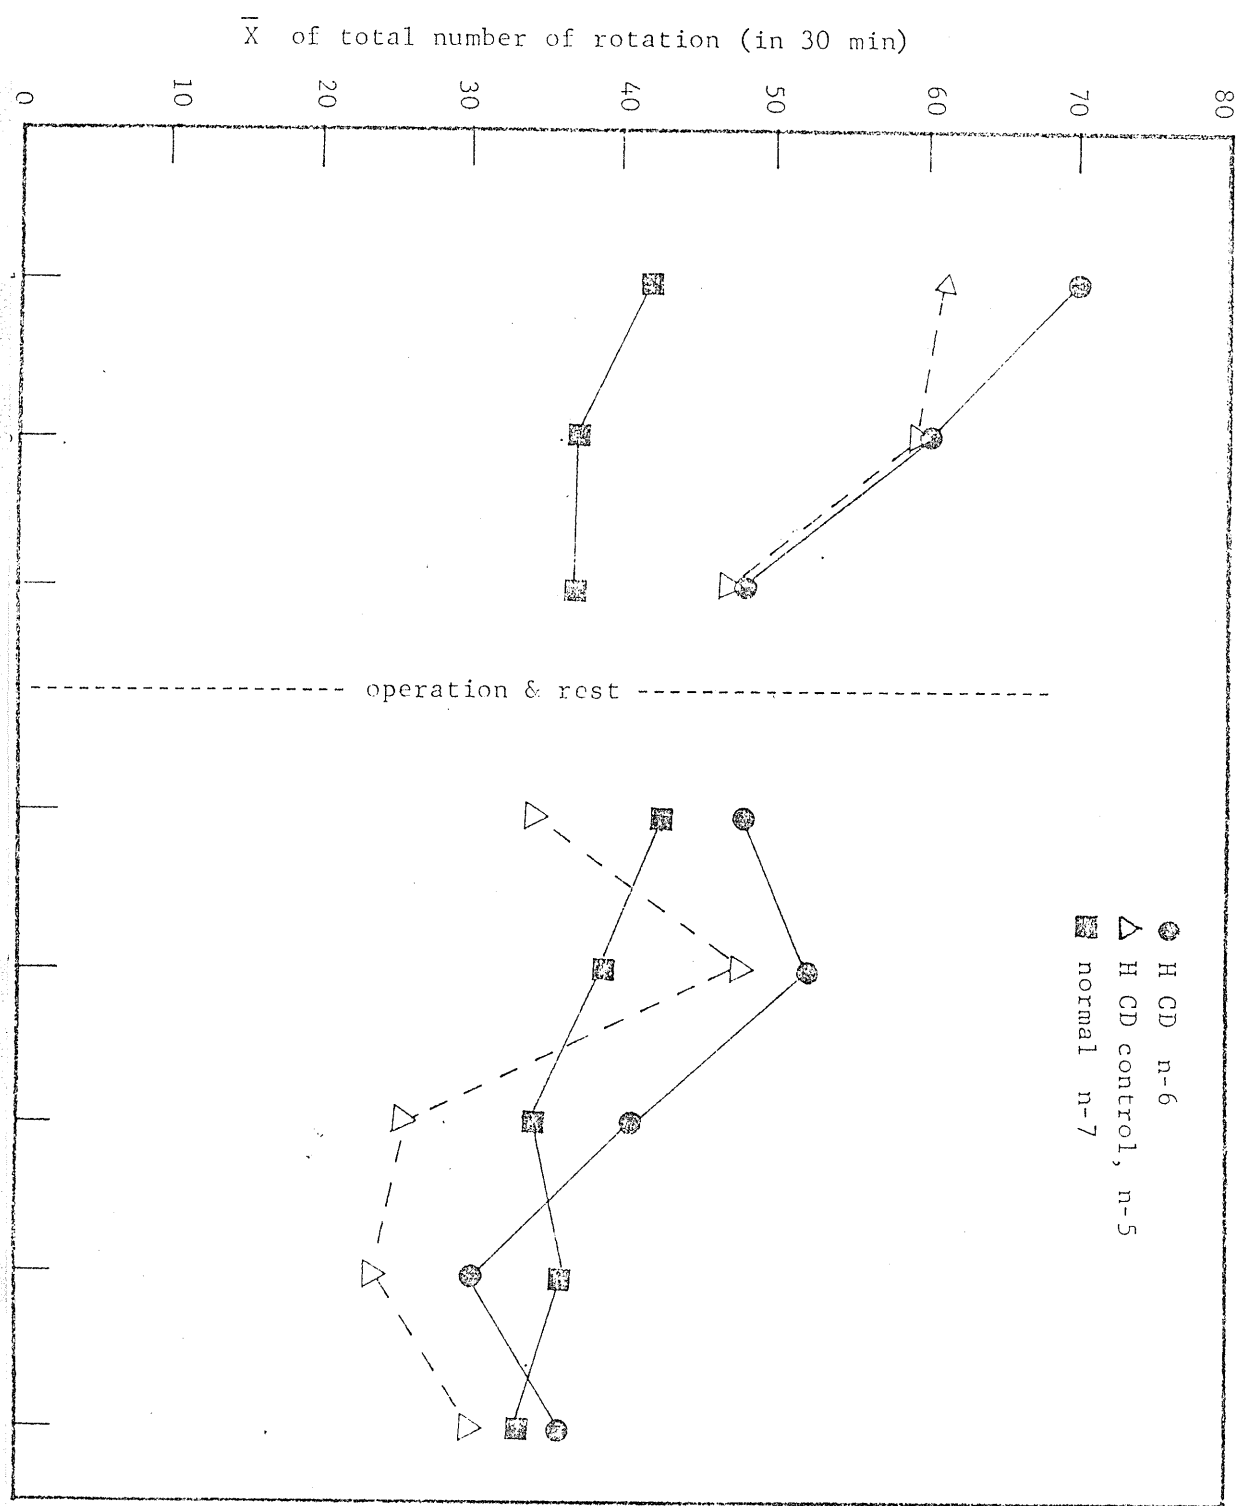 X̄ of total number of rotation (in 30 min)
0
10
20
30
40
50
60
70
80
operation & rest
H CD n-6
H CD control, n-5
normal n-7